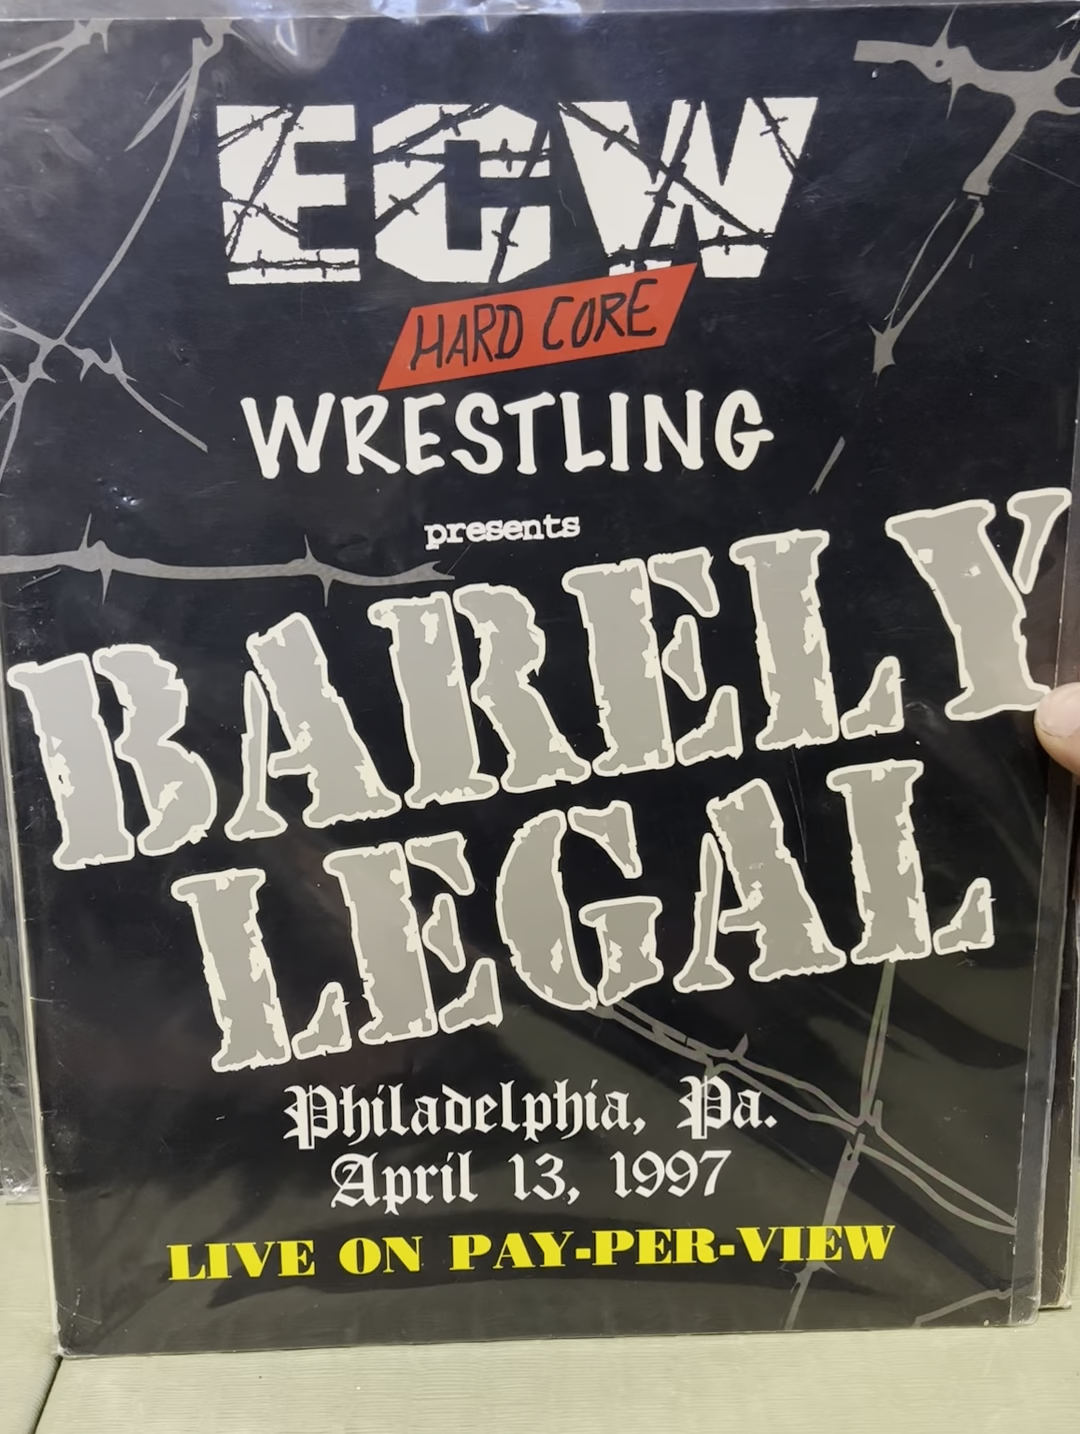 ECW
HARD CORE
WRESTLING
presents
BARELY
LEGAL
Philadelphia, Pa.
April 13, 1997
LIVE ON PAY-PER-VIEW